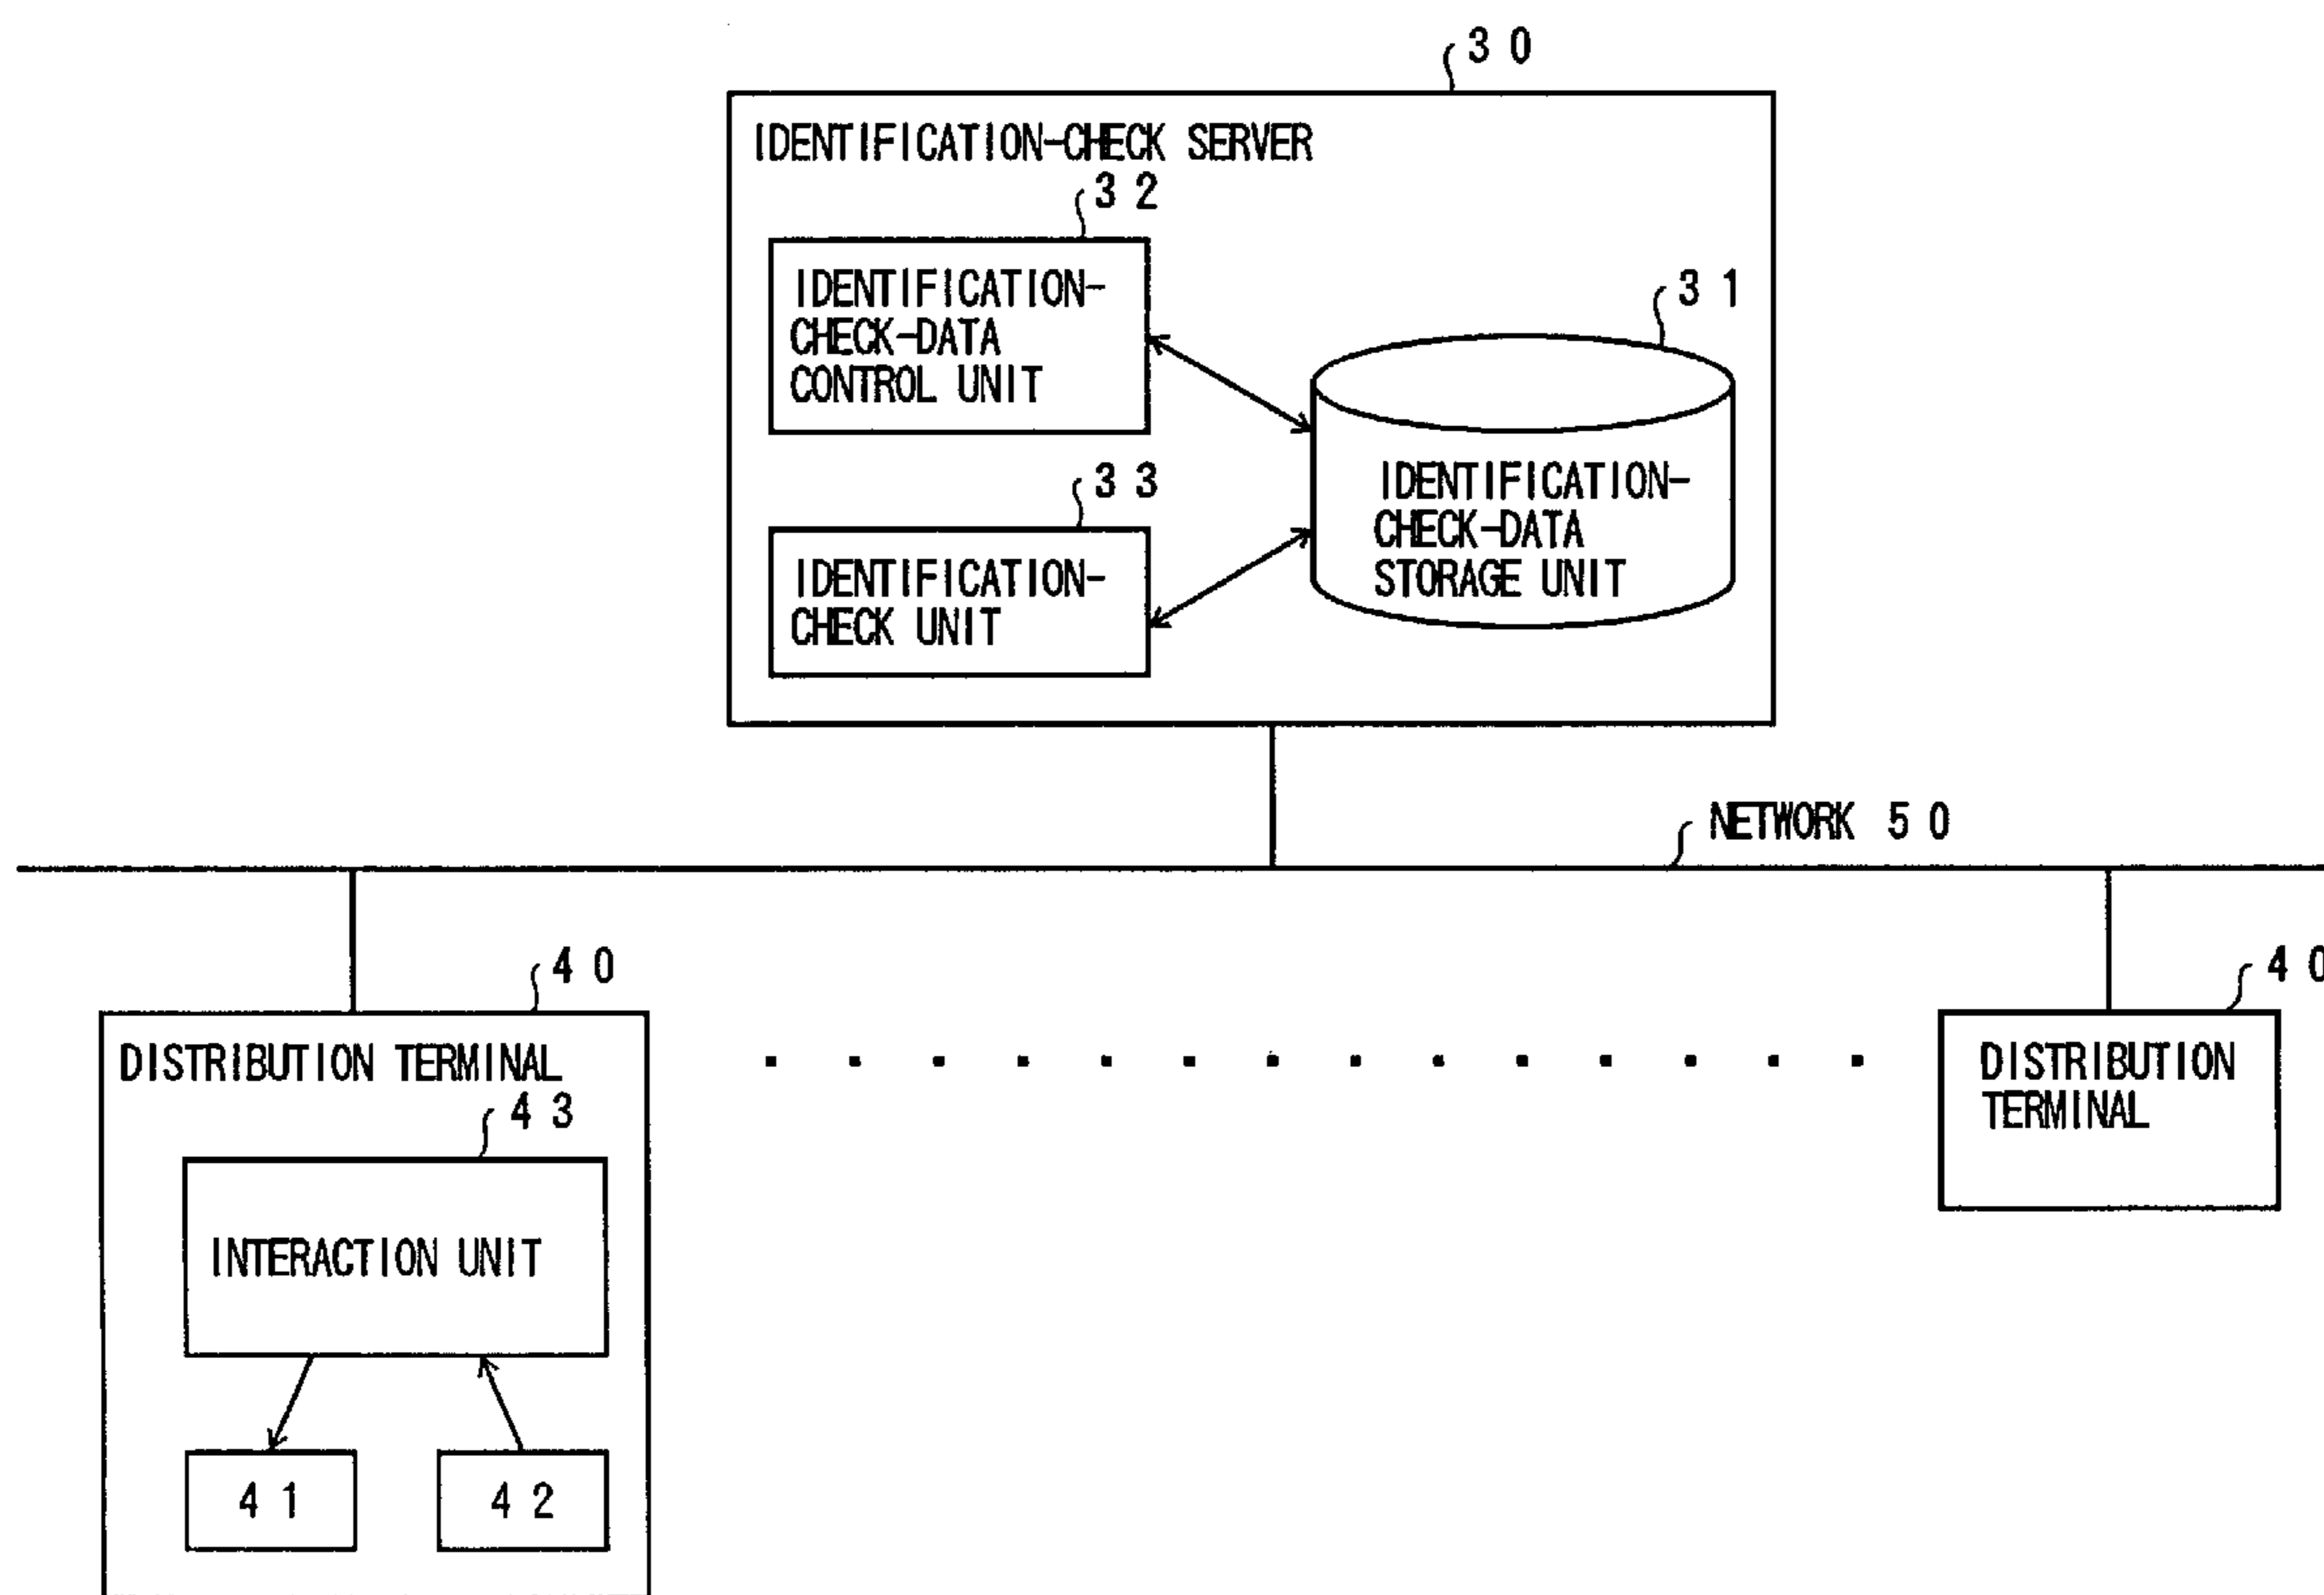 30
IDENTIFICATION-CHECK SERVER
32
IDENTIFICATION-
CHECK-DATA
CONTROL UNIT
31
IDENTIFICATION-
CHECK-DATA
STORAGE UNIT
33
IDENTIFICATION-
CHECK UNIT
NETWORK 50
40
DISTRIBUTION TERMINAL
43
INTERACTION UNIT
41
42
40
DISTRIBUTION
TERMINAL